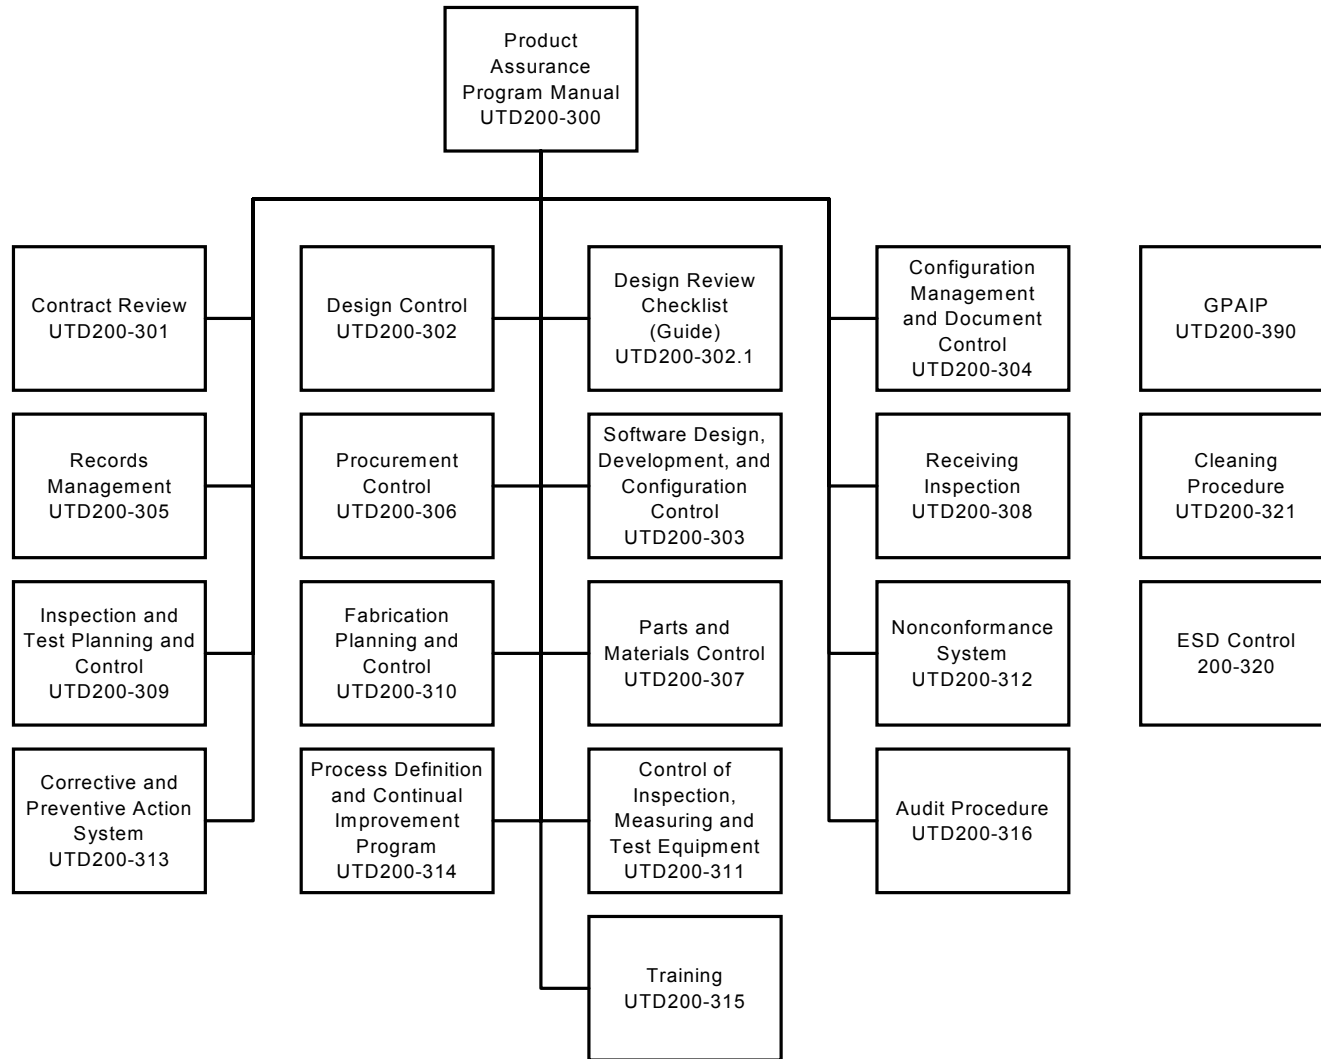 Product
Assurance
Program Manual
UTD200-300
Contract Review
UTD200-301
Design Control
UTD200-302
Design Review
Checklist
(Guide)
UTD200-302.1
Configuration
Management
and Document
Control
UTD200-304
GPAIP
UTD200-390
Records
Management
UTD200-305
Procurement
Control
UTD200-306
Software Design,
Development, and
Configuration
Control
UTD200-303
Receiving
Inspection
UTD200-308
Cleaning
Procedure
UTD200-321
Inspection and
Test Planning and
Control
UTD200-309
Fabrication
Planning and
Control
UTD200-310
Parts and
Materials Control
UTD200-307
Nonconformance
System
UTD200-312
ESD Control
200-320
Corrective and
Preventive Action
System
UTD200-313
Process Definition
and Continual
Improvement
Program
UTD200-314
Control of
Inspection,
Measuring and
Test Equipment
UTD200-311
Audit Procedure
UTD200-316
Training
UTD200-315